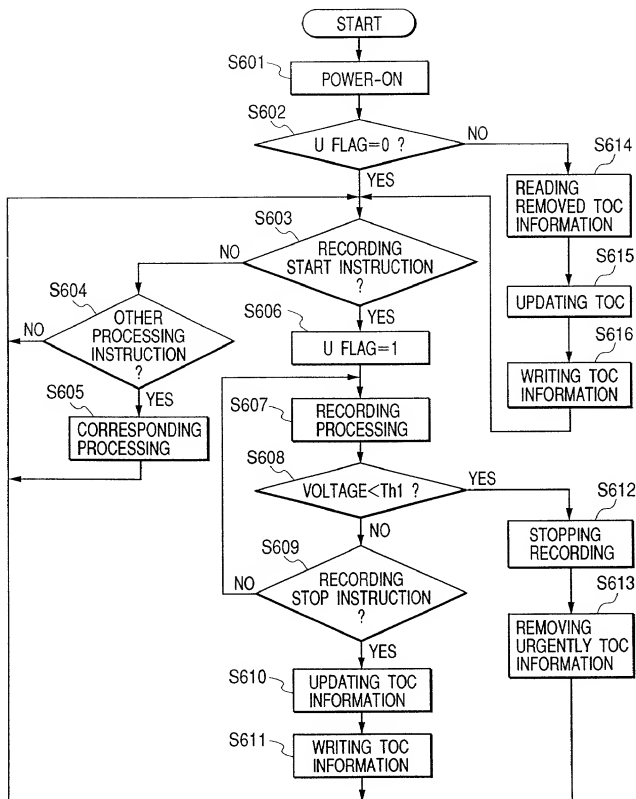 START
S601
POWER-ON
S602
U FLAG=0 ?
NO
YES
S614
READING
REMOVED TOC
INFORMATION
S603
RECORDING
START INSTRUCTION
?
NO
YES
S615
UPDATING TOC
S604
OTHER
PROCESSING
INSTRUCTION
?
NO
YES
S606
U FLAG=1
S616
WRITING TOC
INFORMATION
S605
CORRESPONDING
PROCESSING
S607
RECORDING
PROCESSING
S608
VOLTAGE<Th1 ?
YES
NO
S612
STOPPING
RECORDING
S609
RECORDING
STOP INSTRUCTION
?
NO
YES
S613
REMOVING
URGENTLY TOC
INFORMATION
S610
UPDATING TOC
INFORMATION
S611
WRITING TOC
INFORMATION